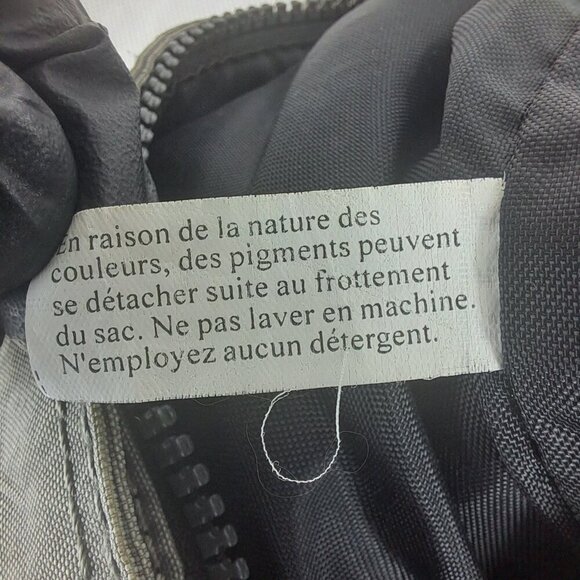 En raison de la nature des
couleurs, des pigments peuvent
se détacher suite au frottement
du sac. Ne pas laver en machine.
N'employez aucun détergent.